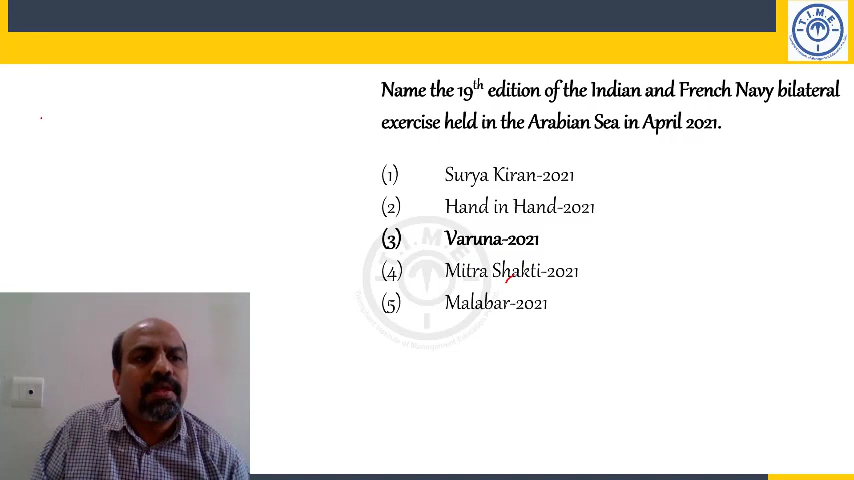 T.I.M.E.
Name the 19th edition of the Indian and French Navy bilateral
exercise held in the Arabian Sea in April 2021.
(1) Surya Kiran-2021
(2) Hand in Hand-2021
(3) Varuna-2021
(4) Mitra Shakti-2021
(5) Malabar-2021
T.I.M.E.